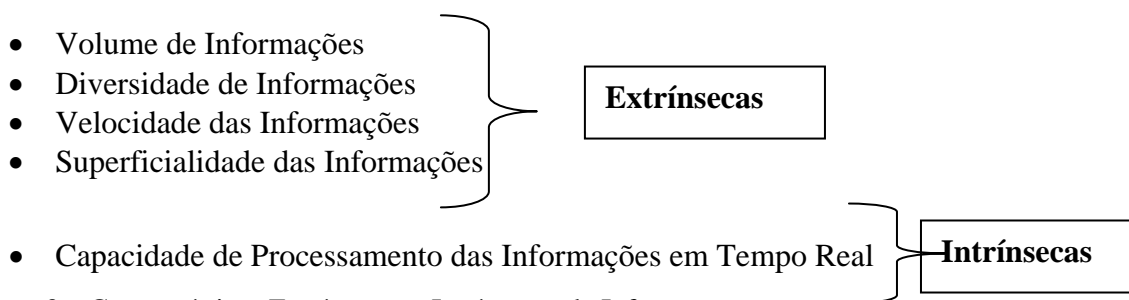 • Volume de Informações
• Diversidade de Informações
• Velocidade das Informações
• Superficialidade das Informações
Extrínsecas
• Capacidade de Processamento das Informações em Tempo Real
Intrínsecas